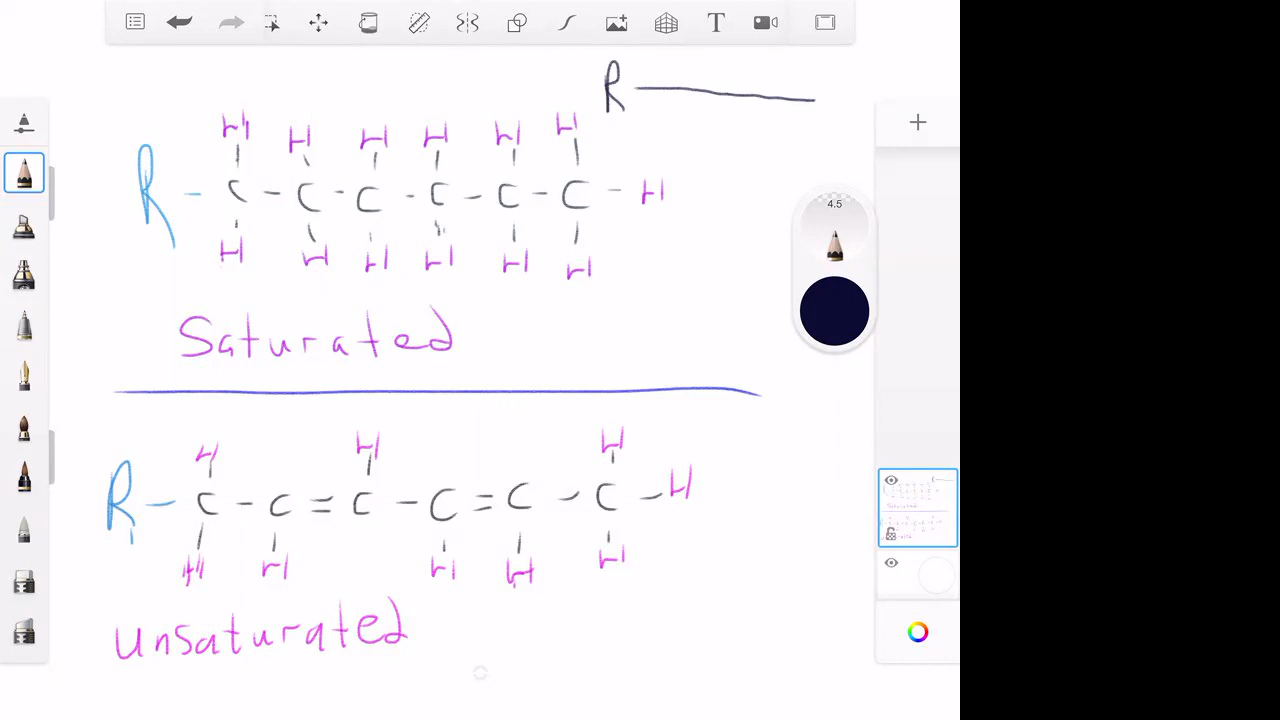 R
H H H H H H
R - C - C - C - C - C - C - H
H H H H H H
Saturated
H H H
R - C - C = C - C = C - C - H
H H H H H
Unsaturated
T
4.5